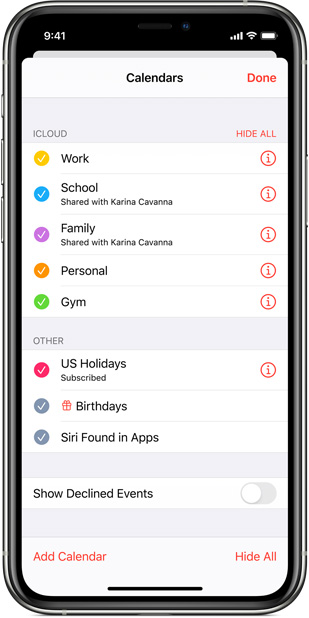 9:41
Calendars Done
ICLOUD HIDE ALL
Work
School
Shared with Karina Cavanna
Family
Shared with Karina Cavanna
Personal
Gym
OTHER
US Holidays
Subscribed
Birthdays
Siri Found in Apps
Show Declined Events
Add Calendar Hide All